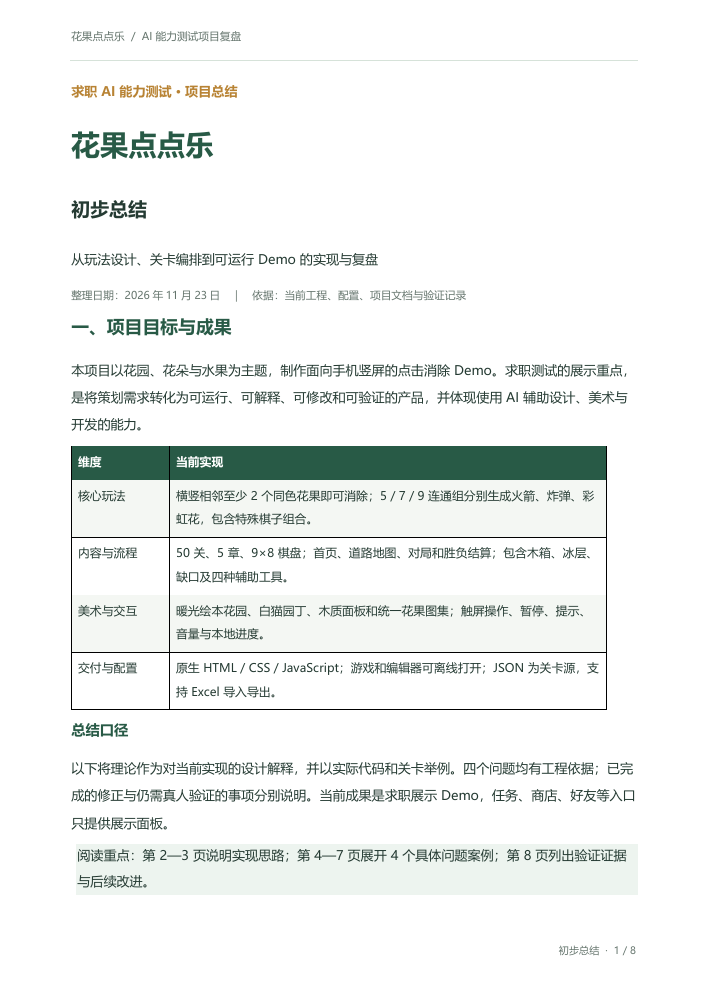 花果点点乐 / AI 能力测试项目复盘
求职 AI 能力测试 · 项目总结
花果点点乐
初步总结
从玩法设计、关卡编排到可运行 Demo 的实现与复盘
整理日期：2026 年 11 月 23 日 | 依据：当前工程、配置、项目文档与验证记录
一、项目目标与成果
本项目以花园、花朵与水果为主题，制作面向手机竖屏的点击消除 Demo。求职测试的展示重点，
是将策划需求转化为可运行、可解释、可修改和可验证的产品，并体现使用 AI 辅助设计、美术与
开发的能力。
维度 当前实现
核心玩法 横竖相邻至少 2 个同色花果即可消除；5 / 7 / 9 连通组分别生成火箭、炸弹、彩
虹花，包含特殊棋子组合。
内容与流程 50 关、5 章、9×8 棋盘；首页、道路地图、对局和胜负结算；包含木箱、冰层、
缺口及四种辅助工具。
美术与交互 暖光绘本花园、白猫园丁、木质面板和统一花果图集；触屏操作、暂停、提示、
音量与本地进度。
交付与配置 原生 HTML / CSS / JavaScript；游戏和编辑器可离线打开；JSON 为关卡源，支
持 Excel 导入导出。
总结口径
以下将理论作为对当前实现的设计解释，并以实际代码和关卡举例。四个问题均有工程依据；已完
成的修正与仍需真人验证的事项分别说明。当前成果是求职展示 Demo，任务、商店、好友等入口
只提供展示面板。
阅读重点：第 2—3 页说明实现思路；第 4—7 页展开 4 个具体问题案例；第 8 页列出验证证据
与后续改进。
初步总结 · 1 / 8